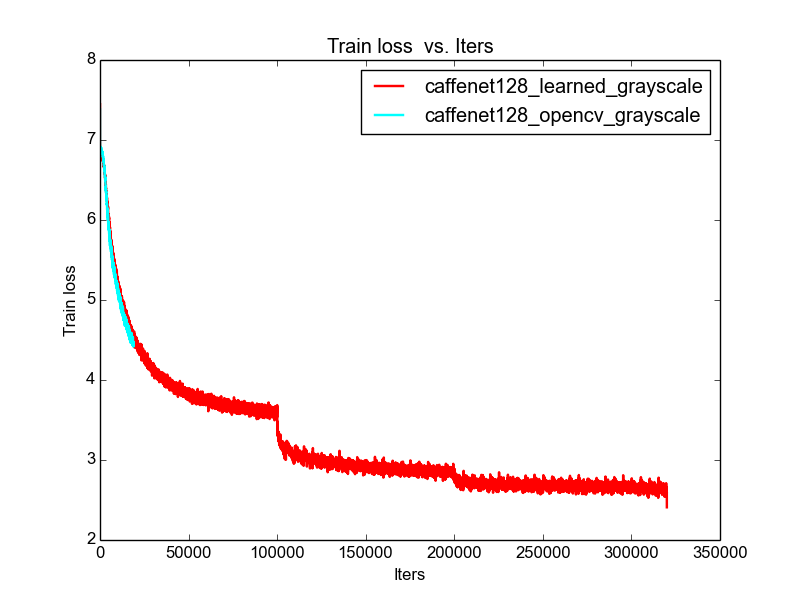 Train loss  vs. Iters
caffenet128_learned_grayscale
caffenet128_opencv_grayscale
8
7
6
5
4
3
2
Train loss
0 50000 100000 150000 200000 250000 300000 350000
Iters